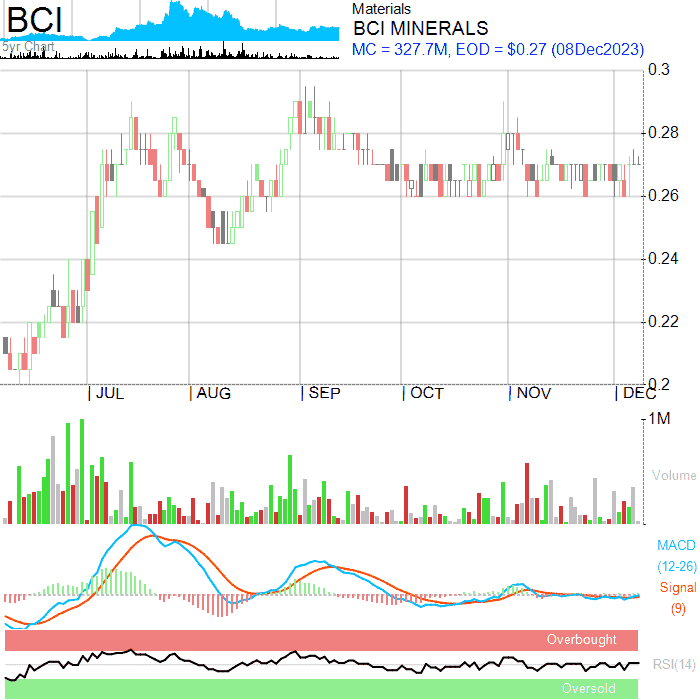 BCI
5yr Chart
Materials
BCI MINERALS
MC = 327.7M, EOD = $0.27 (08Dec2023)
0.3
0.28
0.26
0.24
0.22
0.2
JUL AUG SEP OCT NOV DEC
1M
Volume
MACD
(12-26)
Signal
(9)
Overbought
RSI(14)
Oversold